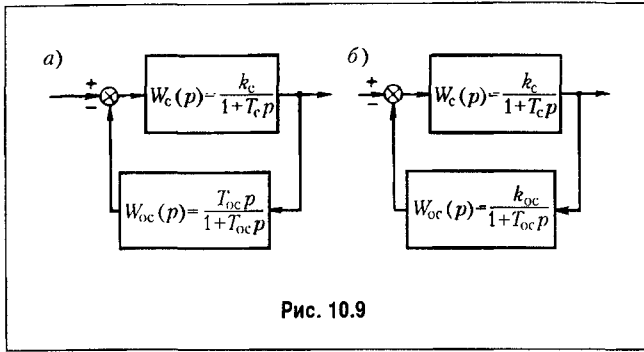 а)
+
−
W_c(p) = k_c / (1 + T_c p)
W_oc(p) = T_oc p / (1 + T_oc p)
б)
+
−
W_c(p) = k_c / (1 + T_c p)
W_oc(p) = k_oc / (1 + T_oc p)
Рис. 10.9